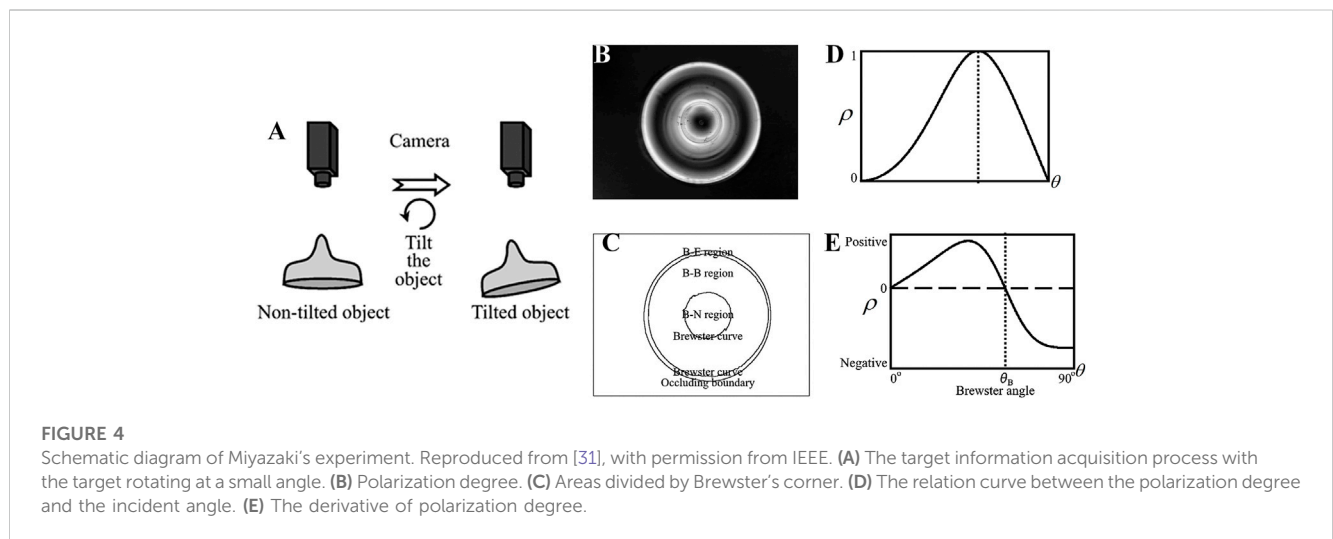 A
Camera
Tilt
the
object
Non-tilted object
Tilted object
B
C
B-E region
B-B region
B-N region
Brewster curve
Brewster curve
Occluding boundary
D
1
ρ
0
θ
E
Positive
0
ρ
Negative
0°
θB
90°
θ
Brewster angle
FIGURE 4
Schematic diagram of Miyazaki's experiment. Reproduced from [31], with permission from IEEE. (A) The target information acquisition process with
the target rotating at a small angle. (B) Polarization degree. (C) Areas divided by Brewster's corner. (D) The relation curve between the polarization degree
and the incident angle. (E) The derivative of polarization degree.